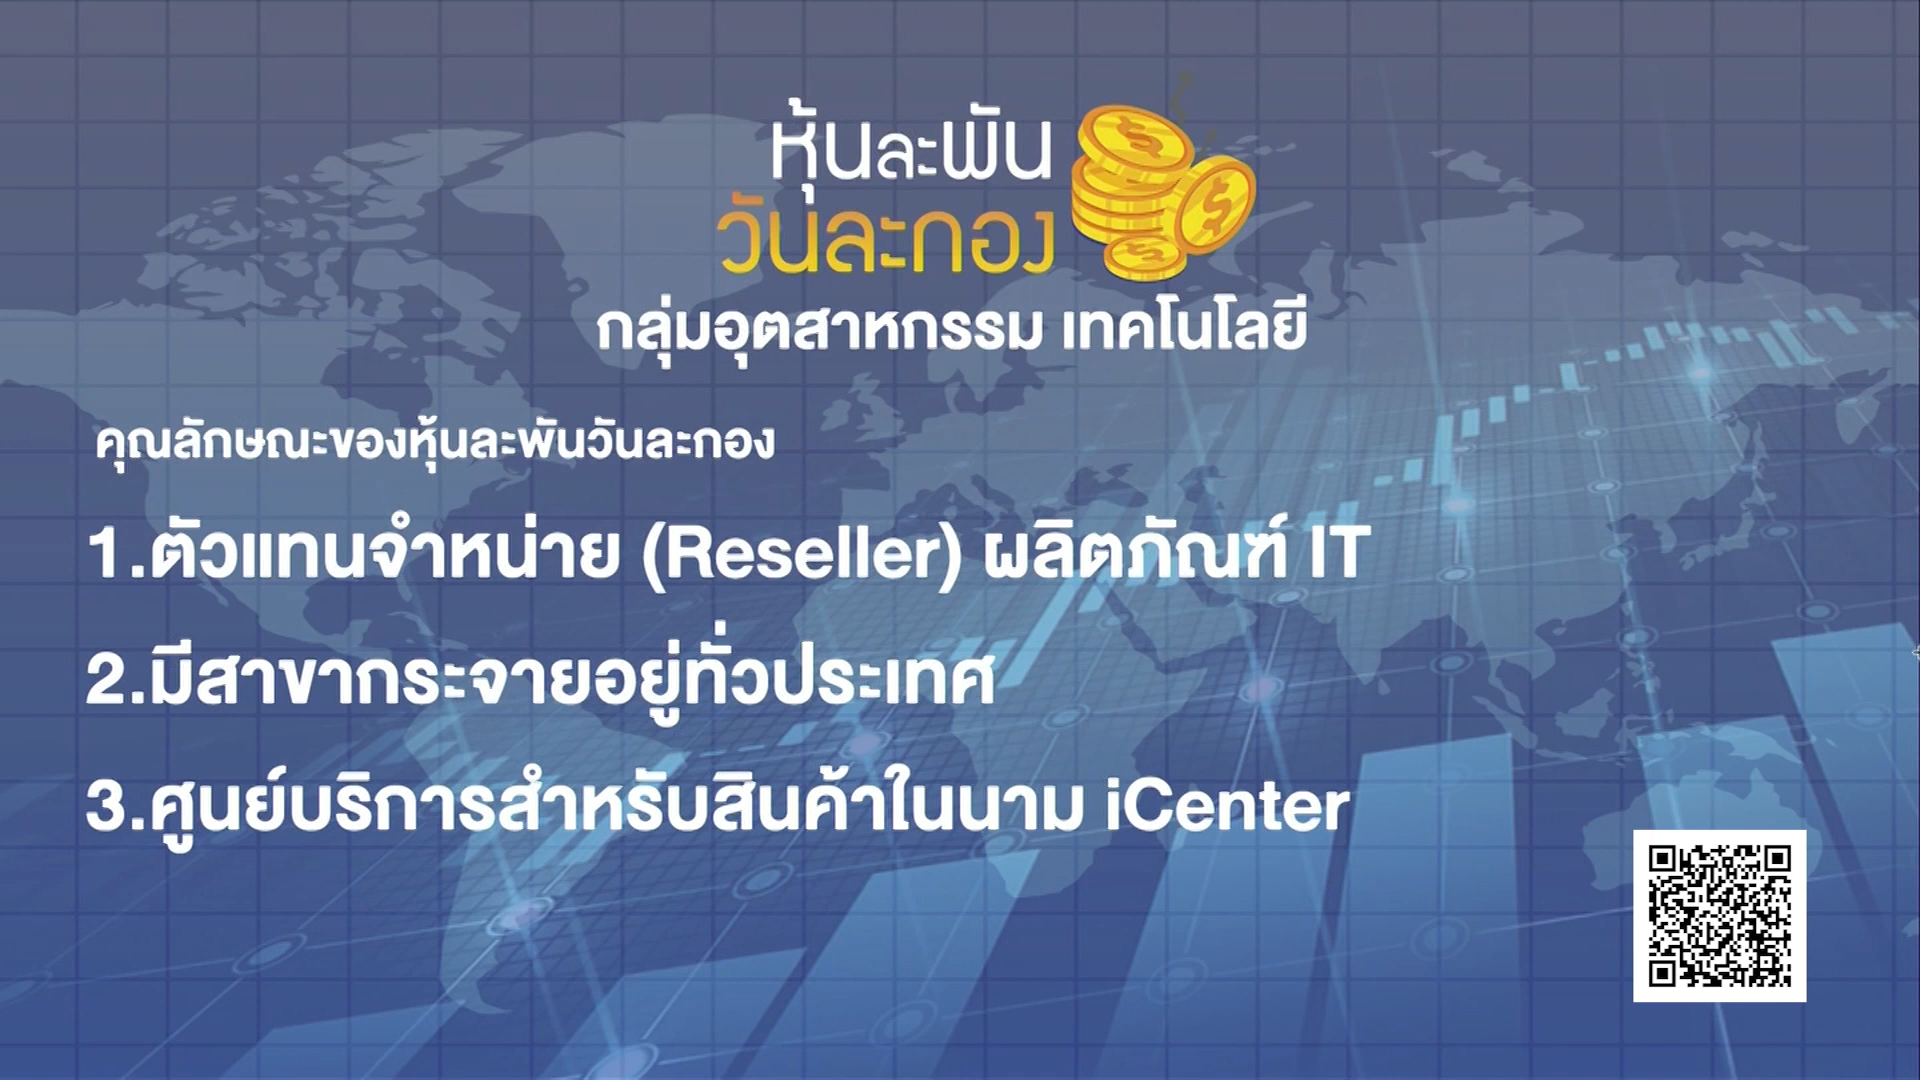 หุ้นละพัน
วันละกอง
กลุ่มอุตสาหกรรม เทคโนโลยี
คุณลักษณะของหุ้นละพันวันละกอง
1.ตัวแทนจำหน่าย (Reseller) ผลิตภัณฑ์ IT
2.มีสาขากระจายอยู่ทั่วประเทศ
3.ศูนย์บริการสำหรับสินค้าในนาม iCenter